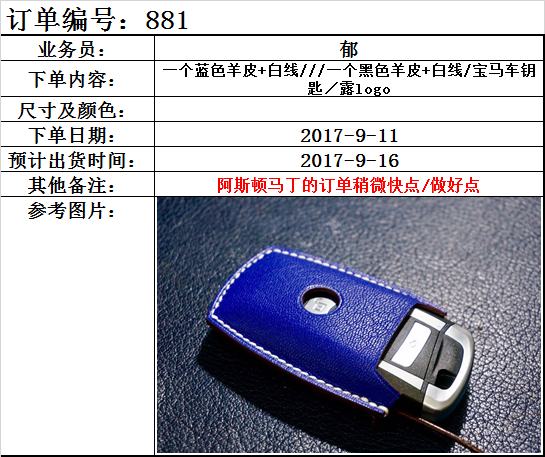 订单编号：881
业务员： 郁
下单内容： 一个蓝色羊皮+白线///一个黑色羊皮+白线/宝马车钥
匙／露logo
尺寸及颜色：
下单日期： 2017-9-11
预计出货时间： 2017-9-16
其他备注： 阿斯顿马丁的订单稍微快点/做好点
参考图片：